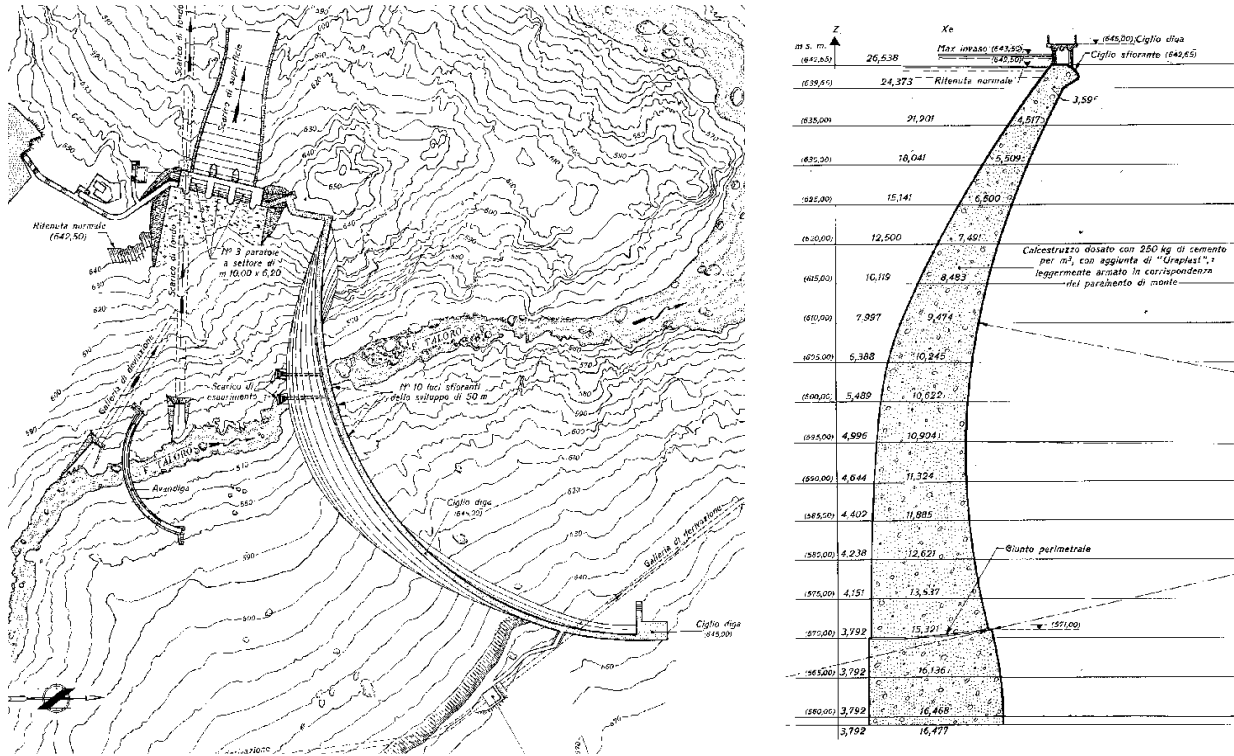 Scarico di fondo
Scarico di superficie
Ritenuta normale
(642,50)
N° 3 paratoie
a settore di
m 10,00 x 6,20
Scarico di fondo
Galleria di deviazione
TALORO
Scarico di
esaurimento
N° 10 luci sfioranti
dello sviluppo di 50 m
TALORO
Avandiga
Ciglio diga
(645,00)
Galleria di derivazione
Ciglio diga
(645,00)
derivazione
Z
Xe
m s. m.
(642,65) 26,538
Max invaso (643,50)
(642,50)
Ritenuta normale
(645,00) Ciglio diga
Ciglio sfiorante (642,65)
(639,65) 24,373
(635,00) 21,201 4,517
(630,00) 18,041 5,509
(625,00) 15,141 6,500
(620,00) 12,500
Calcestruzzo dosato con 250 kg di cemento
per m³, con aggiunta di "Uraplast",
leggermente armato in corrispondenza
del paramento di monte
(615,00) 10,119 8,483
(610,00) 7,997 9,474
(605,00) 6,388 10,245
(600,00) 5,489 10,622
(595,00) 4,996 10,904
(590,00) 4,644 11,324
(585,00) 4,402 11,885
(580,00) 4,238 12,621
Giunto perimetrale
(575,00) 4,151 13,537
(571,00)
(570,00) 3,792 15,321
(565,00) 3,792 16,136
(560,00) 3,792 16,468
3,792 16,477